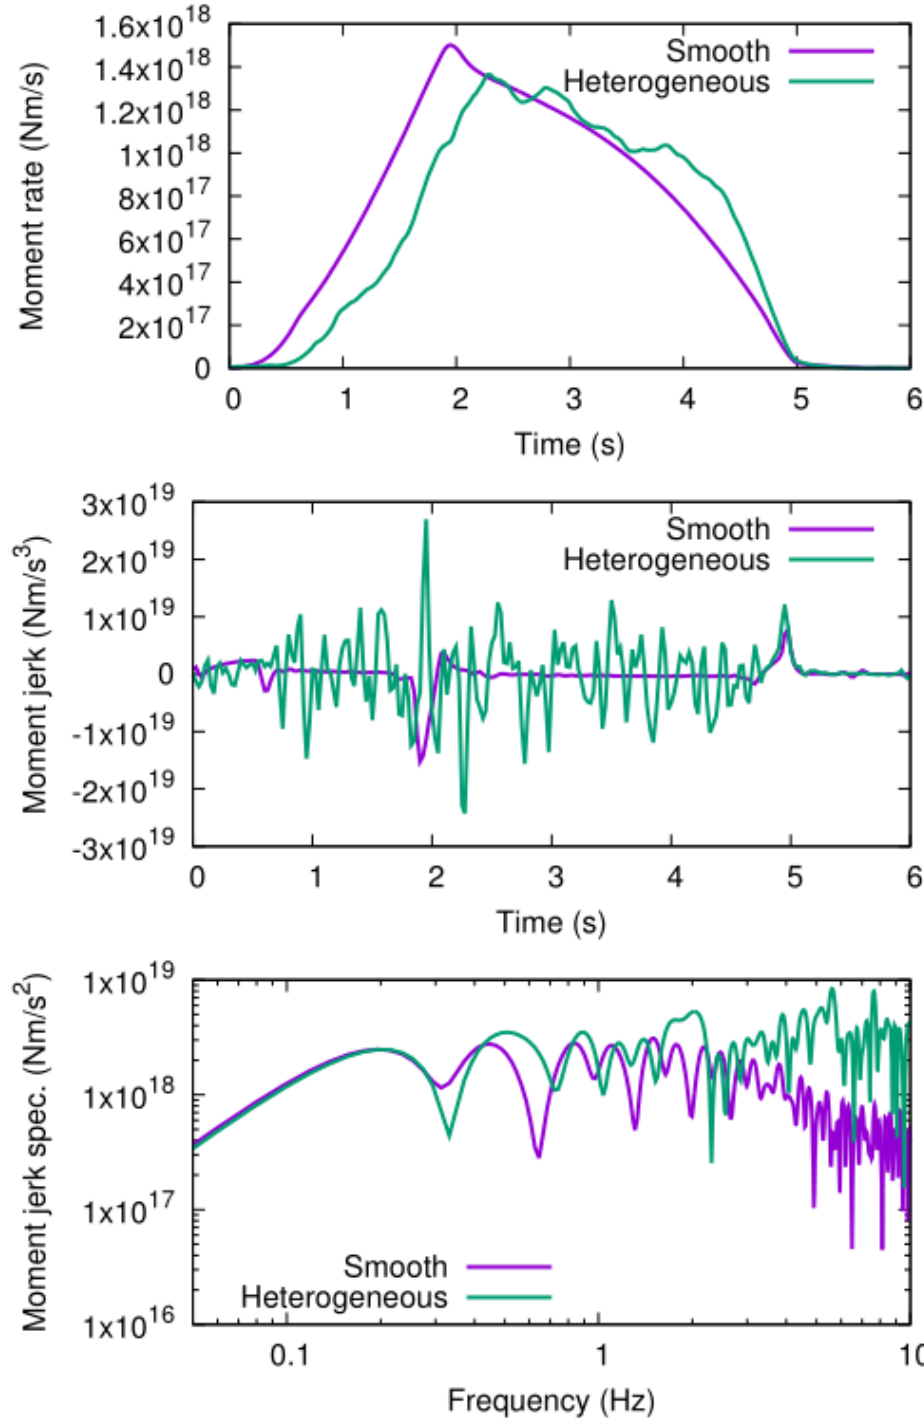 Moment rate (Nm/s)
1.6x10^18
1.4x10^18
1.2x10^18
1x10^18
8x10^17
6x10^17
4x10^17
2x10^17
0
Smooth
Heterogeneous
0 1 2 3 4 5 6
Time (s)
Moment jerk (Nm/s^3)
3x10^19
2x10^19
1x10^19
0
-1x10^19
-2x10^19
-3x10^19
Smooth
Heterogeneous
0 1 2 3 4 5 6
Time (s)
Moment jerk spec. (Nm/s^2)
1x10^19
1x10^18
1x10^17
1x10^16
Smooth
Heterogeneous
0.1 1 10
Frequency (Hz)